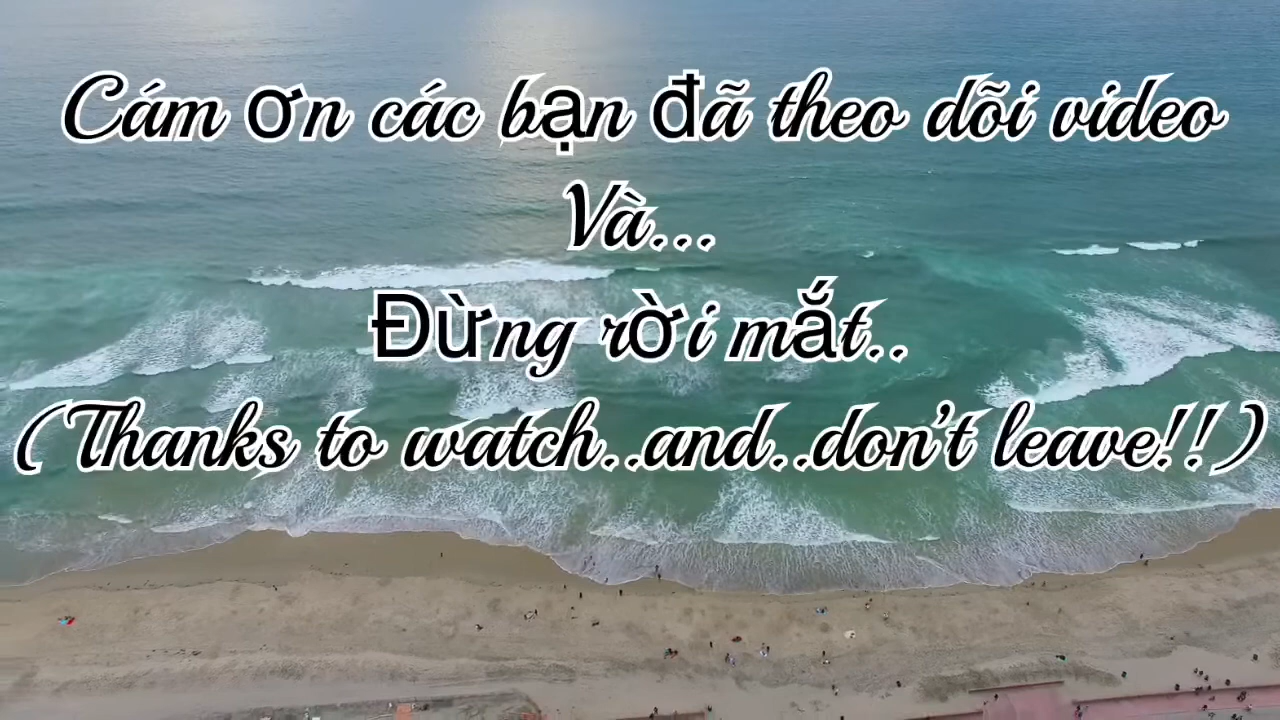 Cám ơn các bạn đã theo dõi video
Và...
Đừng rời mắt..
(Thanks to watch..and..don't leave!!)